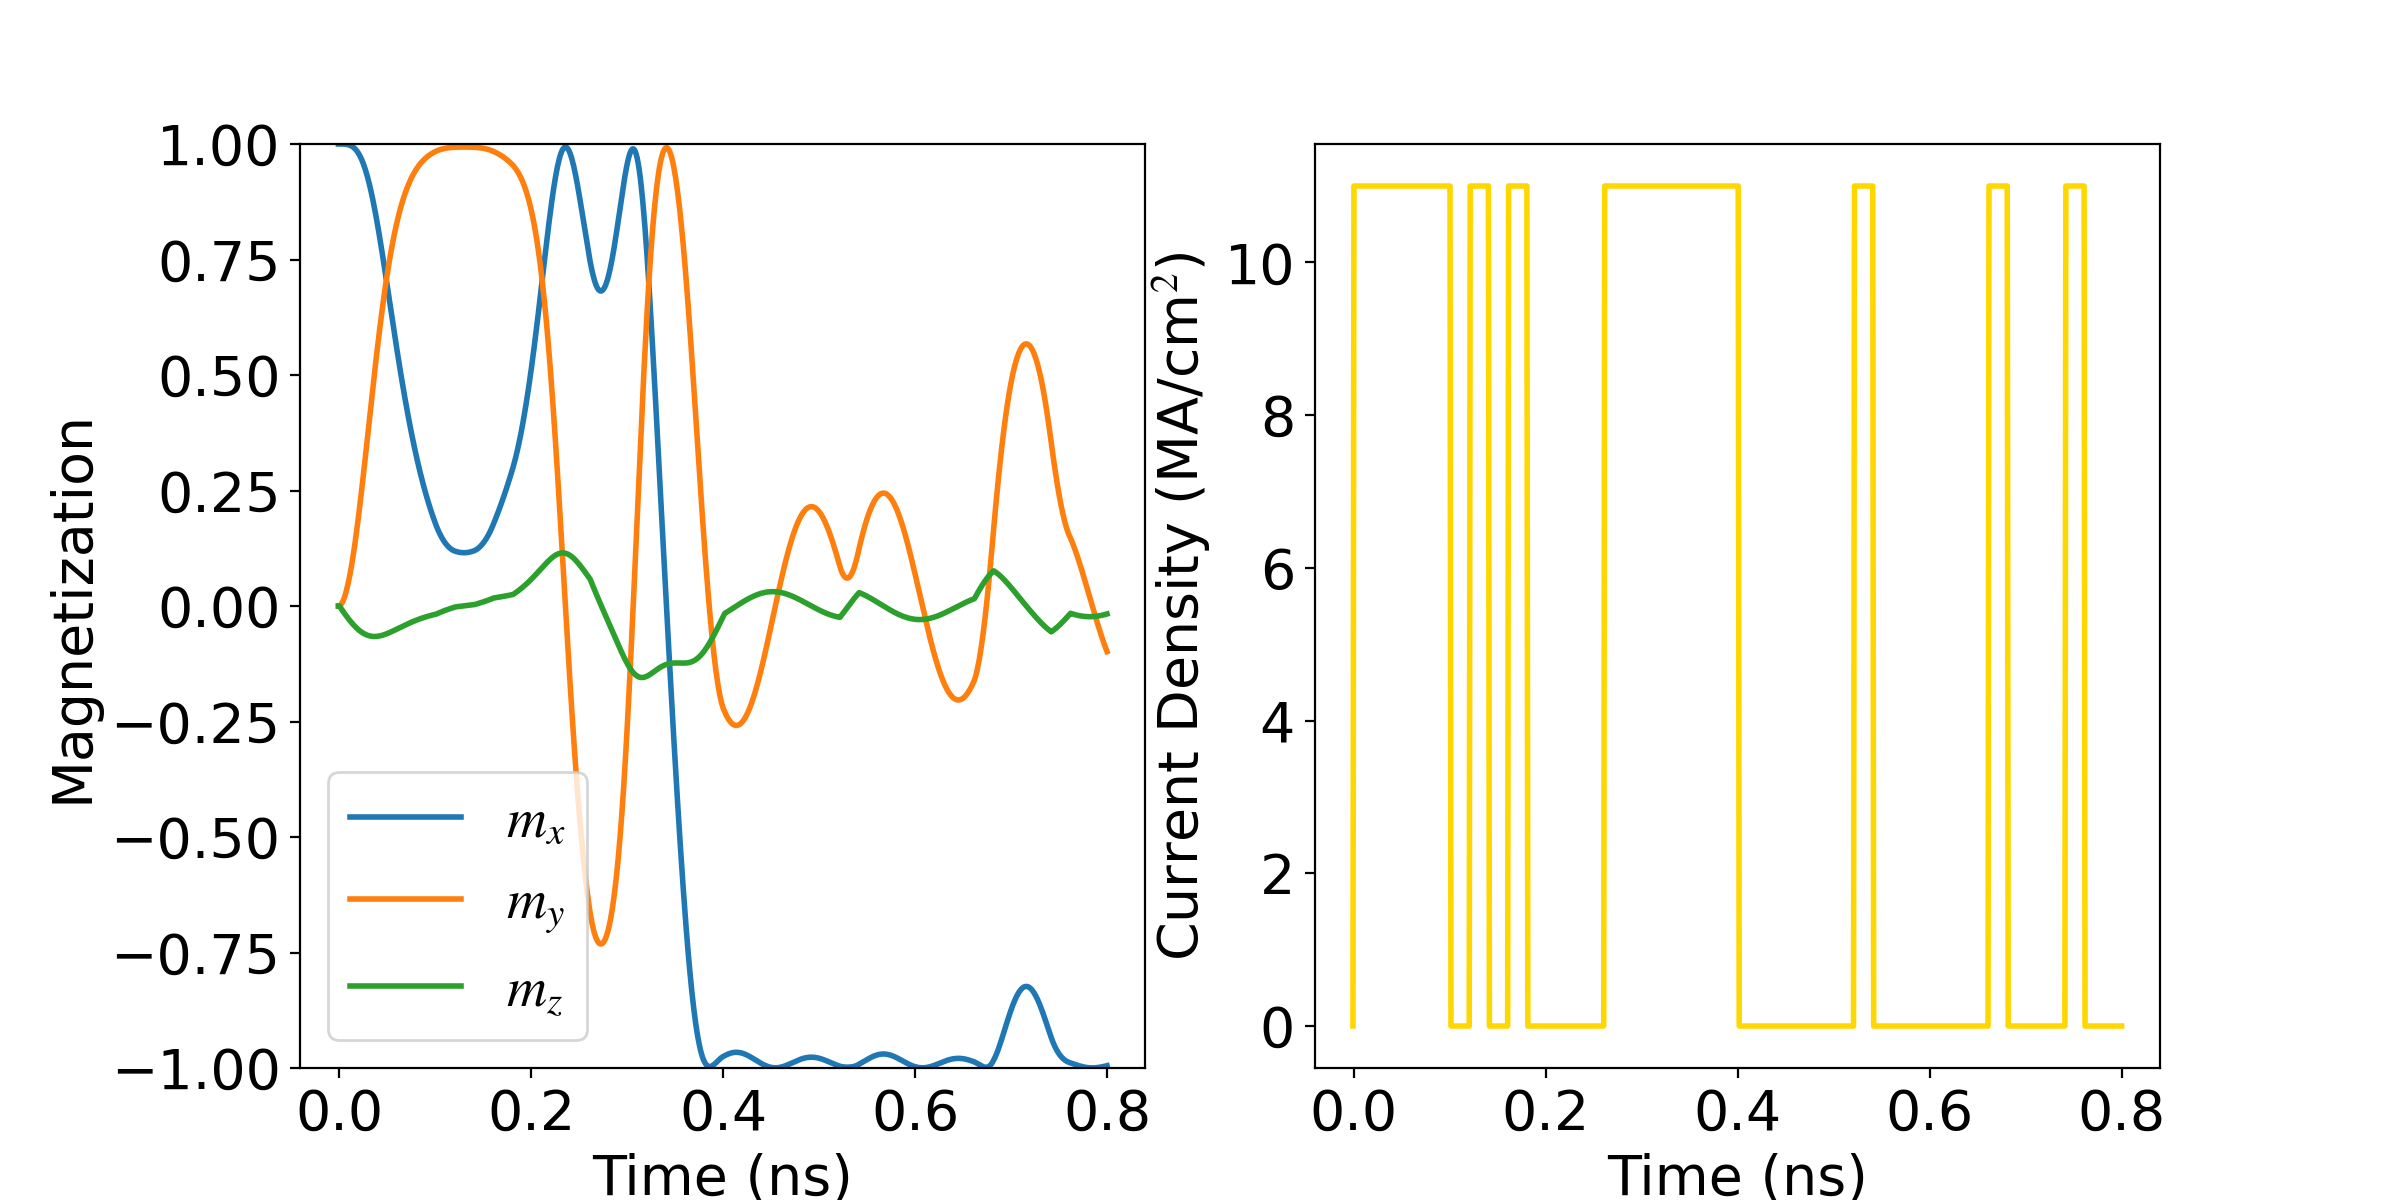 Magnetization
1.00
0.75
0.50
0.25
0.00
−0.25
−0.50
−0.75
−1.00
m_x
m_y
m_z
0.0 0.2 0.4 0.6 0.8
Time (ns)
Current Density (MA/cm²)
10
8
6
4
2
0
0.0 0.2 0.4 0.6 0.8
Time (ns)